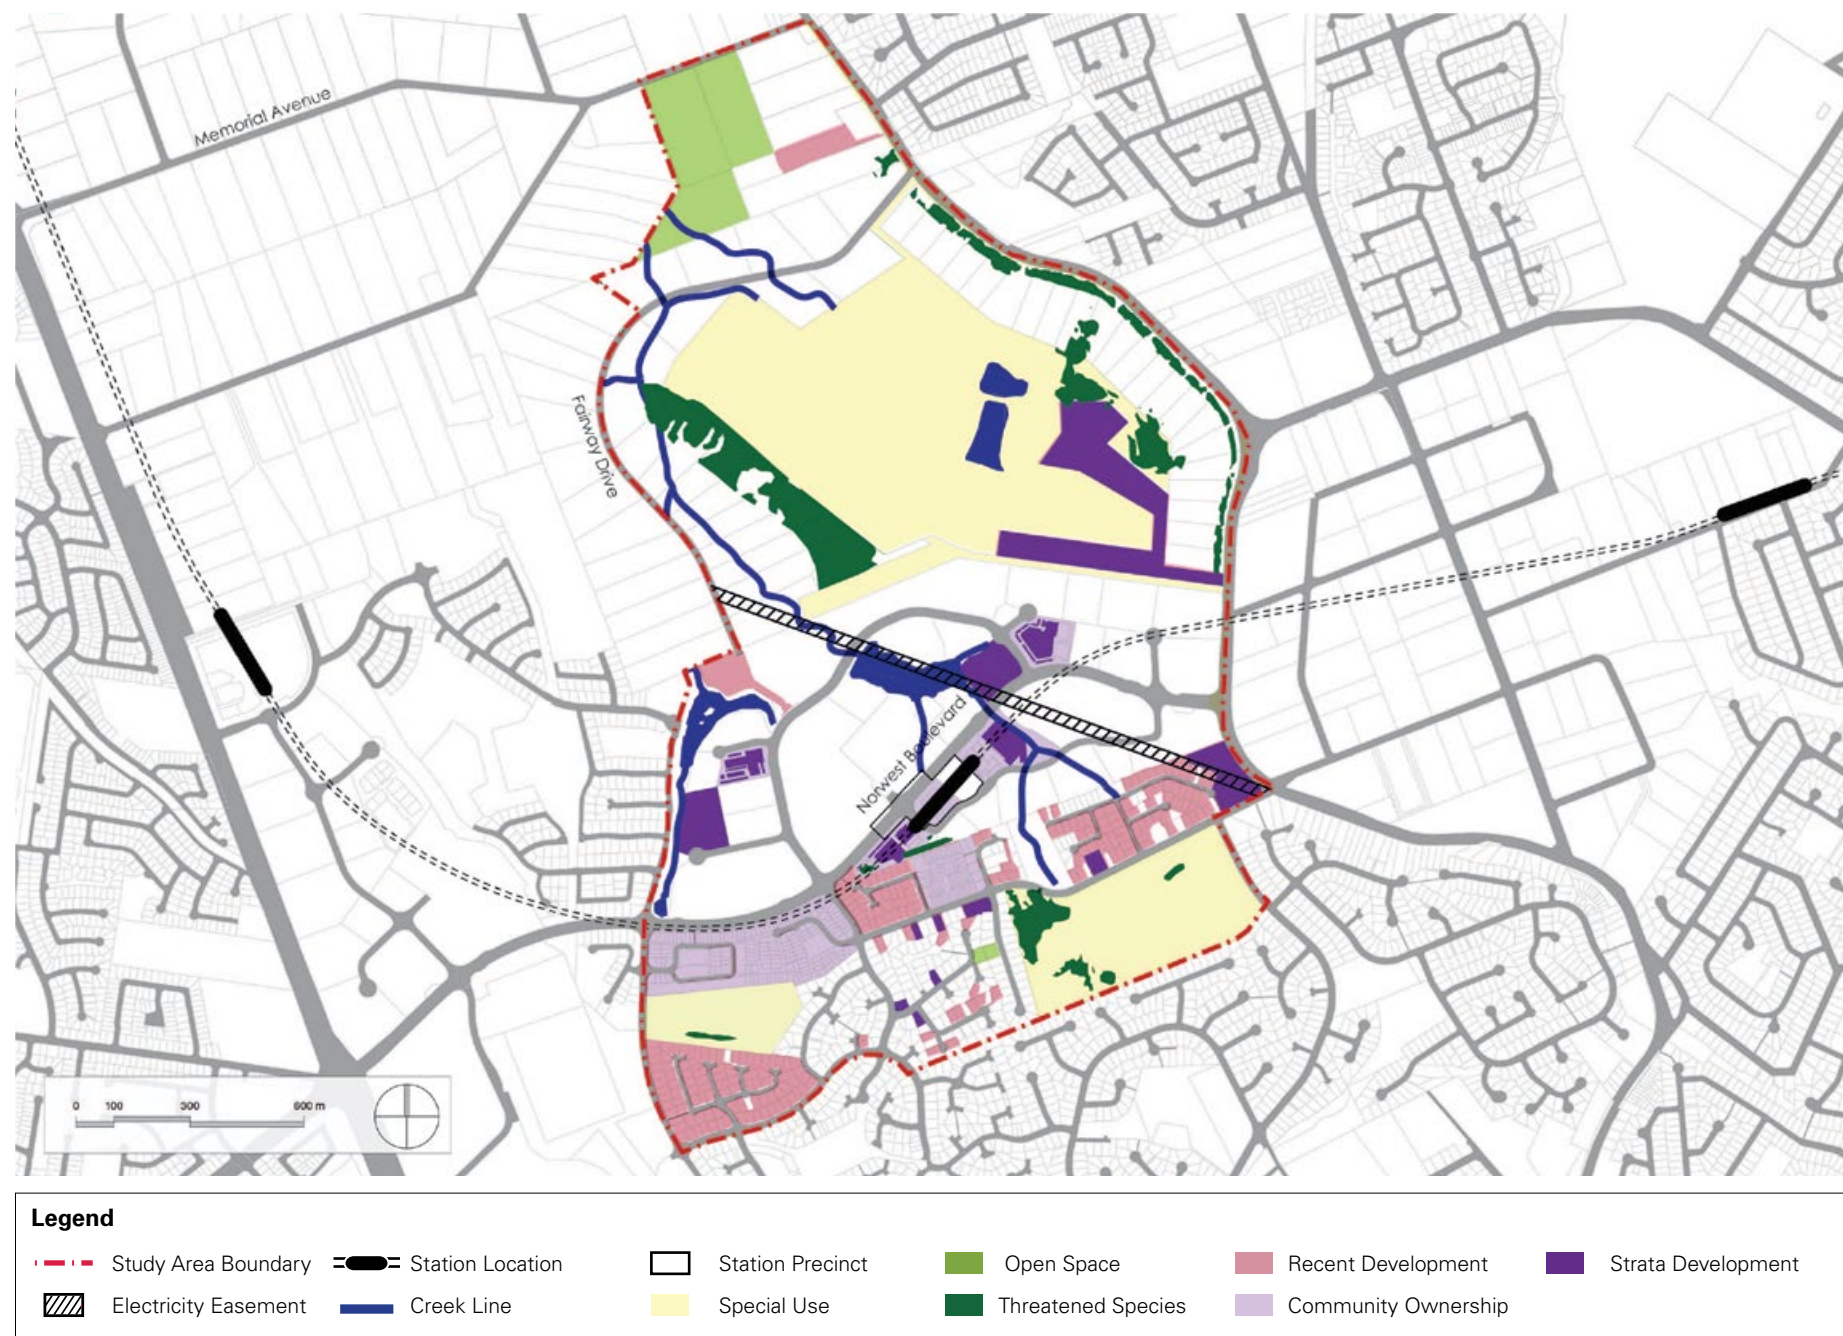 Memorial Avenue
Fairway Drive
Norwest Boulevard
0 100 300 600 m
Legend
Study Area Boundary
Station Location
Station Precinct
Open Space
Recent Development
Strata Development
Electricity Easement
Creek Line
Special Use
Threatened Species
Community Ownership